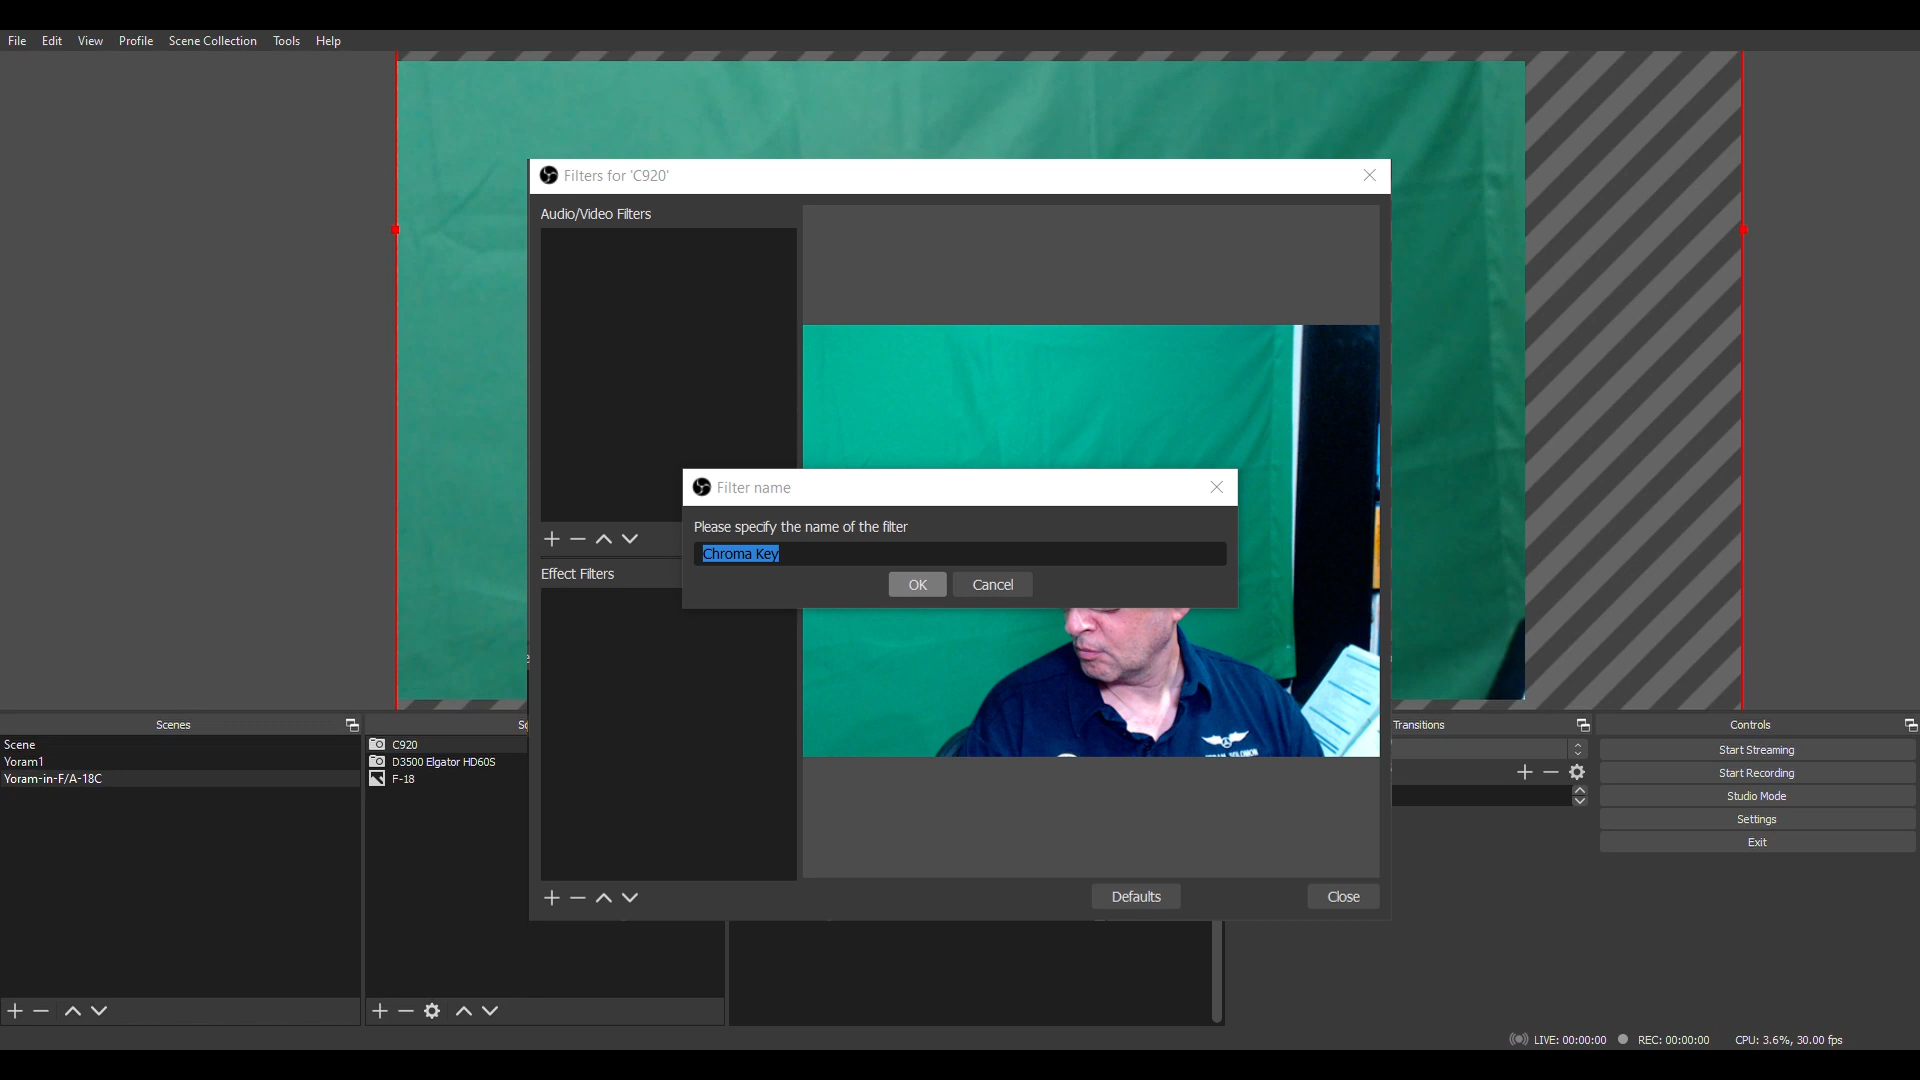 File Edit View Profile Scene Collection Tools Help
Filters for 'C920'
Audio/Video Filters
Filter name
Please specify the name of the filter
Chroma Key
OK Cancel
Effect Filters
Defaults Close
Scenes
Scene
Yoram1
Yoram-in-F/A-18C
C920
D3500 Elgator HD60S
F-18
Transitions
Controls
Start Streaming
Start Recording
Studio Mode
Settings
Exit
LIVE: 00:00:00 REC: 00:00:00 CPU: 3.6%, 30.00 fps